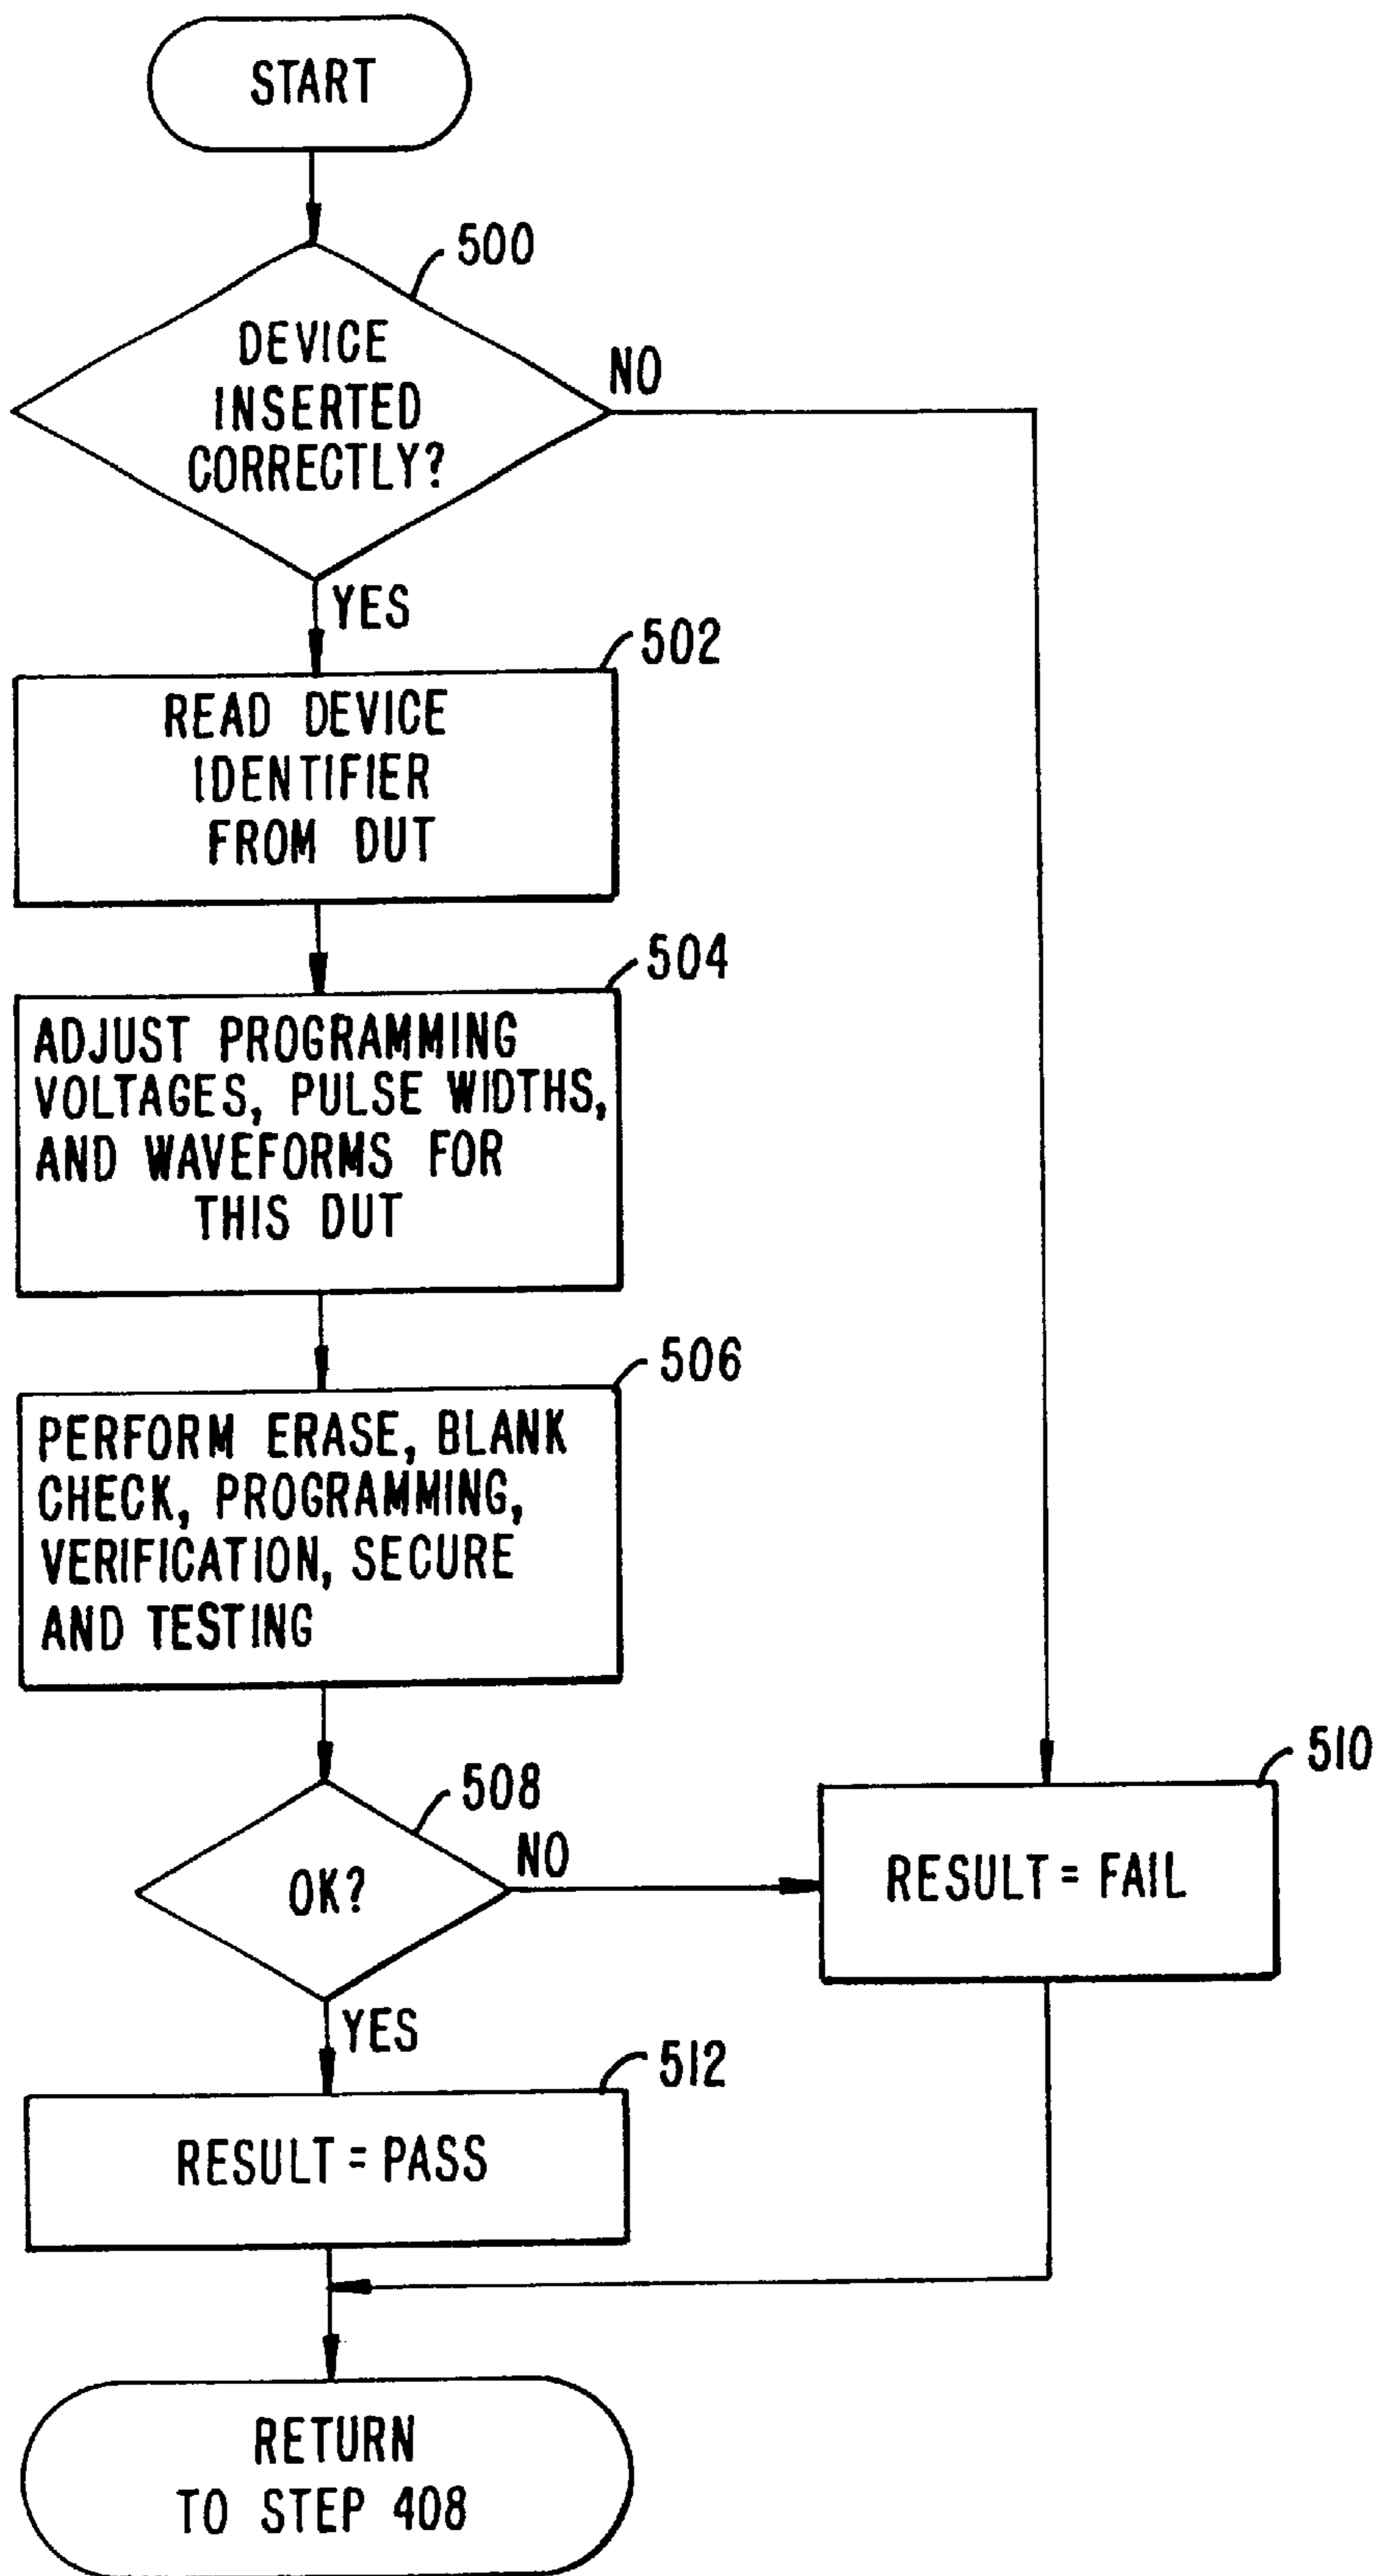 START
500
DEVICE
INSERTED
CORRECTLY?
NO
YES
502
READ DEVICE
IDENTIFIER
FROM DUT
504
ADJUST PROGRAMMING
VOLTAGES, PULSE WIDTHS,
AND WAVEFORMS FOR
THIS DUT
506
PERFORM ERASE, BLANK
CHECK, PROGRAMMING,
VERIFICATION, SECURE
AND TESTING
508
OK?
NO
510
RESULT = FAIL
YES
512
RESULT = PASS
RETURN
TO STEP 408